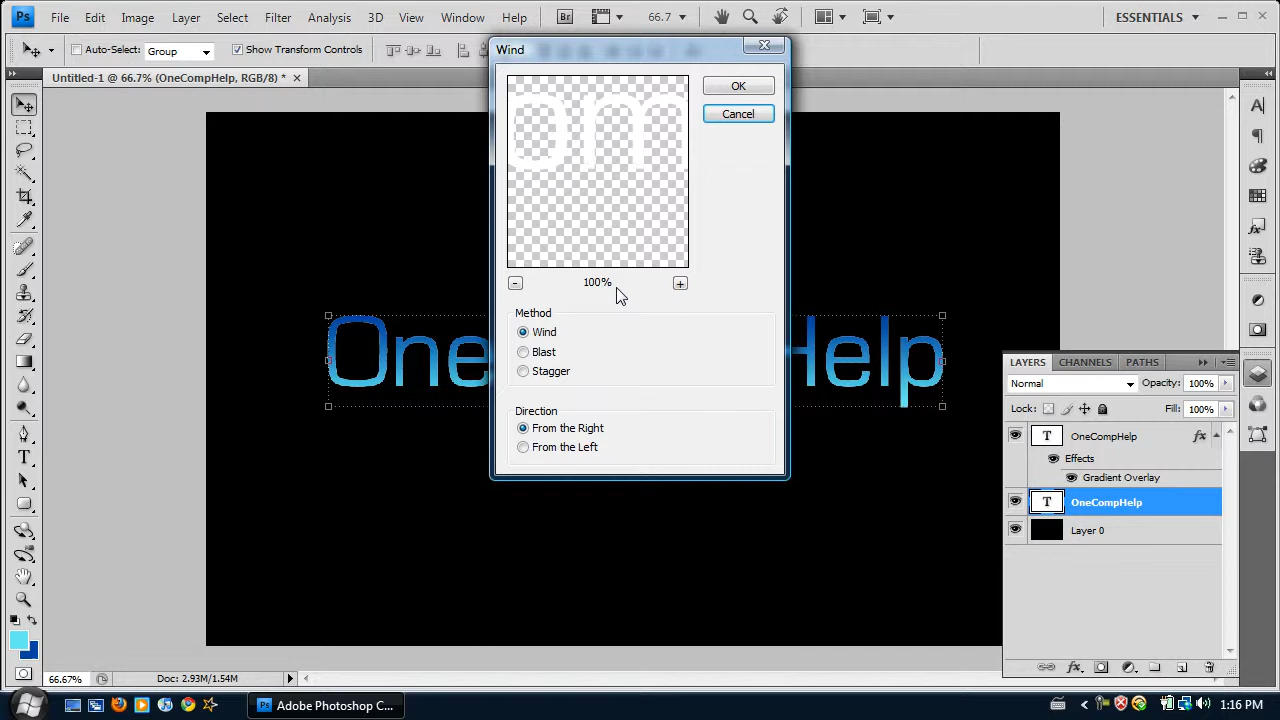 Ps File Edit Image Layer Select Filter Analysis 3D View Window Help Br 66.7 ESSENTIALS
Auto-Select: Group Show Transform Controls
Untitled-1 @ 66.7% (OneCompHelp, RGB/8) *
Wind
om
OK
Cancel
100%
Method
Wind
Blast
Stagger
Direction
From the Right
From the Left
One Help
LAYERS CHANNELS PATHS
Normal Opacity: 100%
Lock: Fill: 100%
T OneCompHelp fx
Effects
Gradient Overlay
T OneCompHelp
Layer 0
66.67% Doc: 2.93M/1.54M
Ps Adobe Photoshop C... 1:16 PM